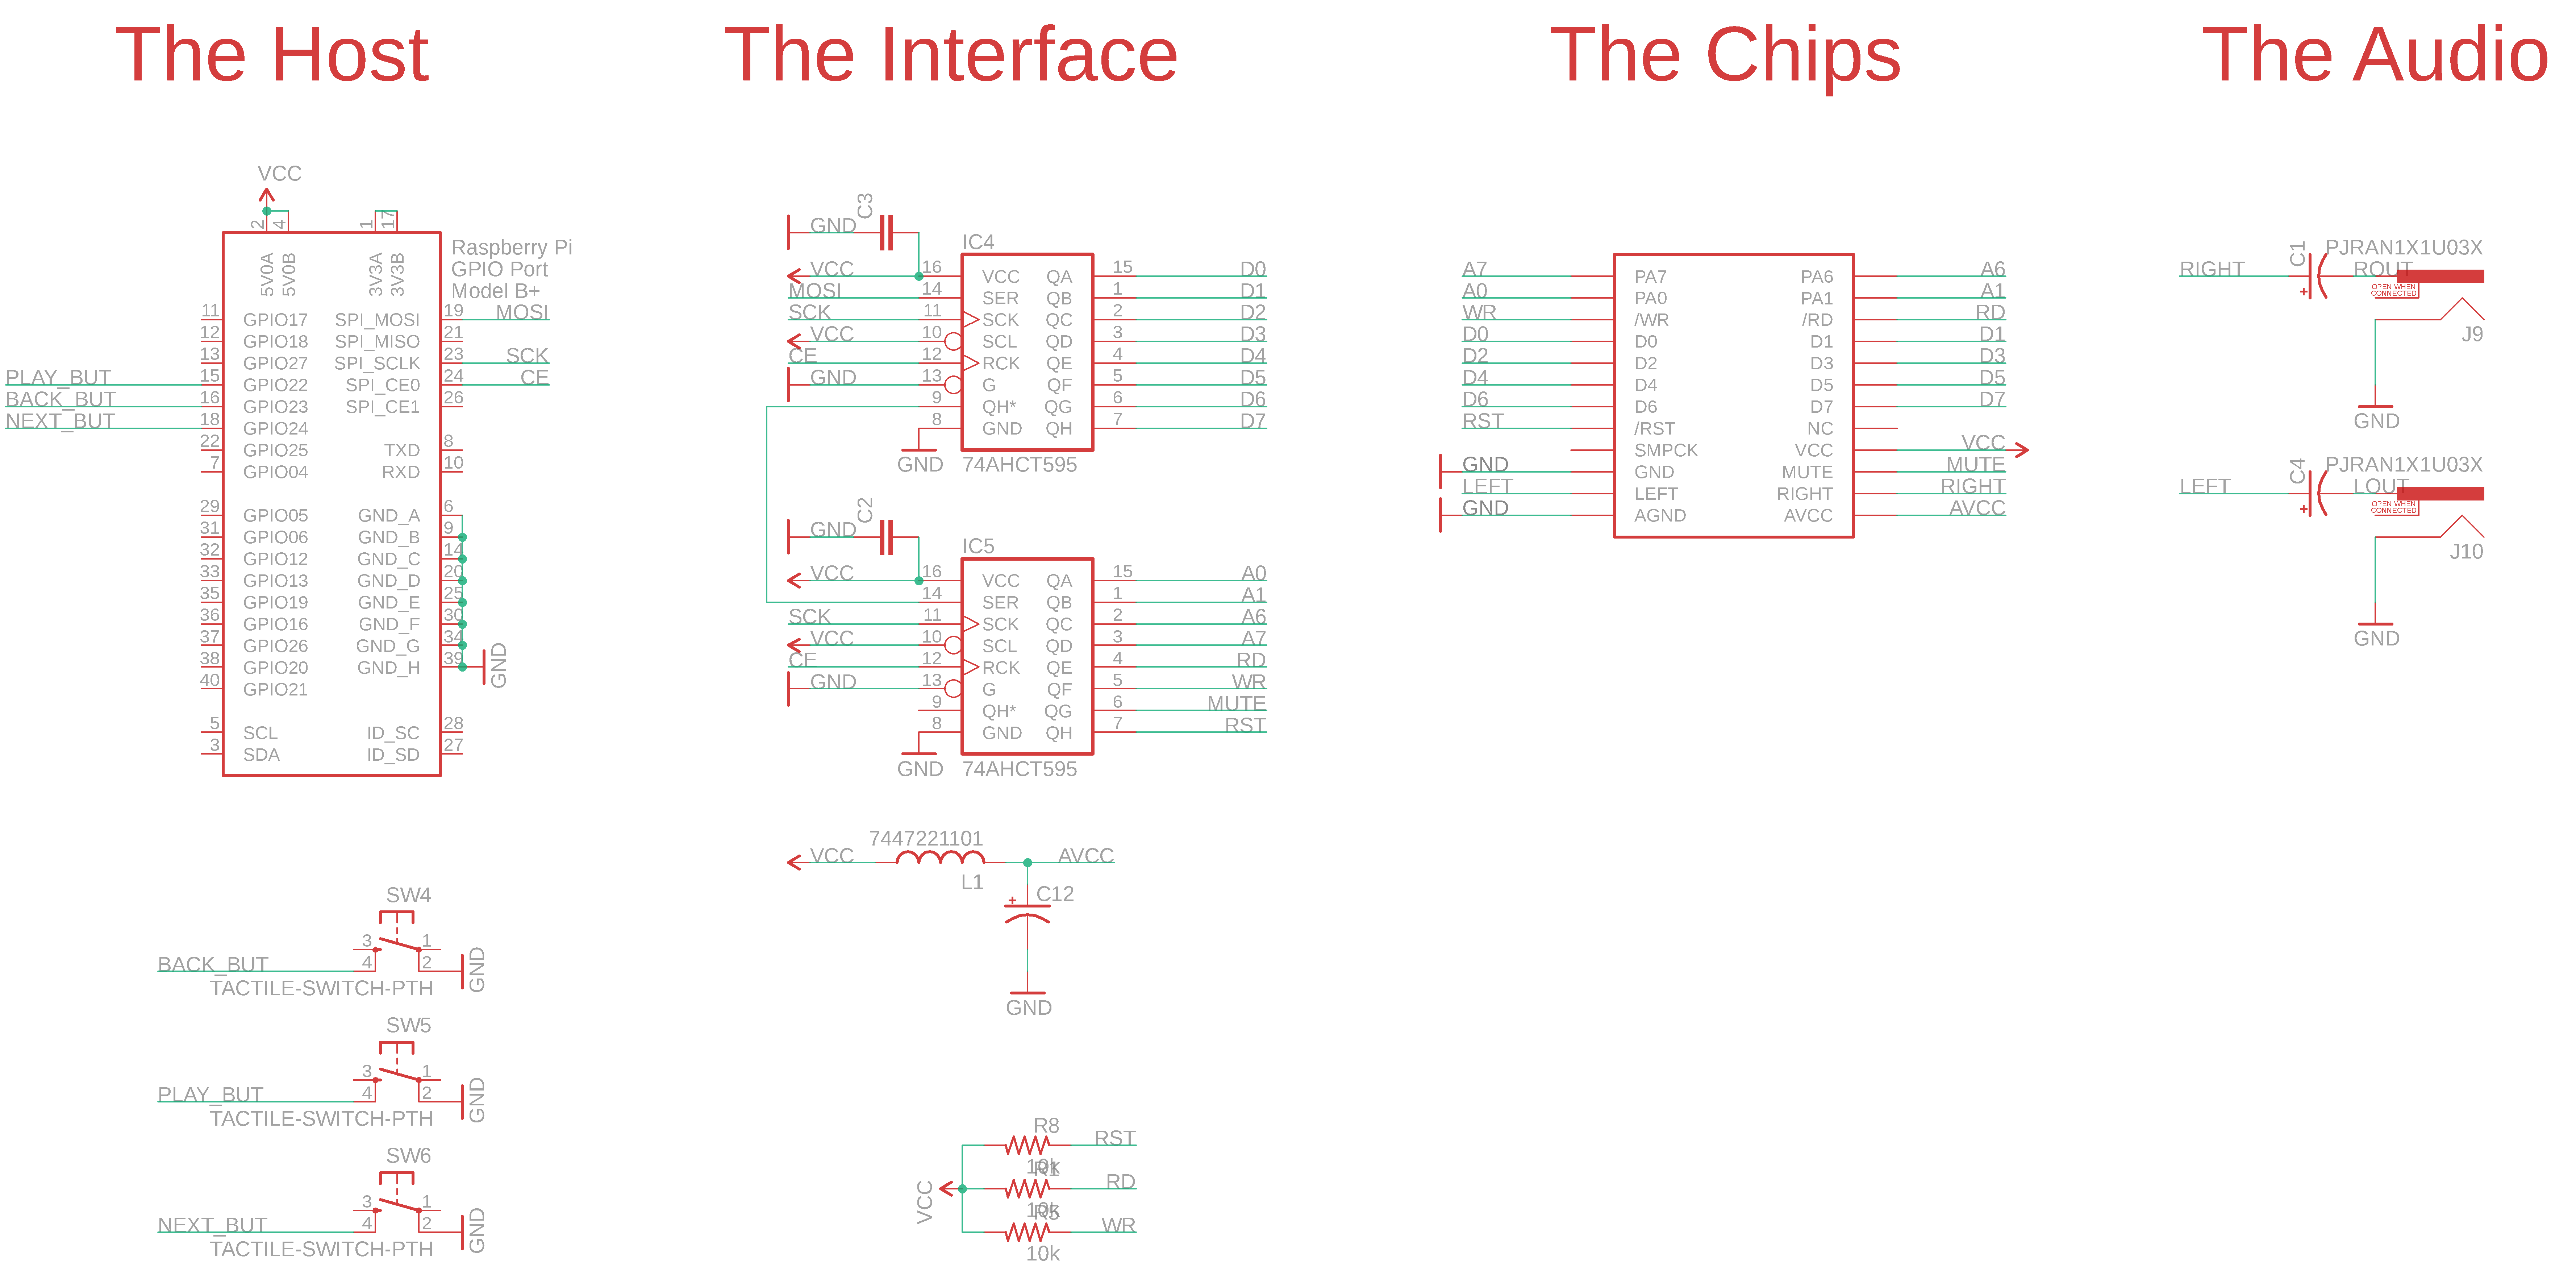 The Host
The Interface
The Chips
The Audio
VCC
2
4
1
17
5V0A
5V0B
3V3A
3V3B
Raspberry Pi
GPIO Port
Model B+
11 GPIO17 SPI_MOSI 19 MOSI
12 GPIO18 SPI_MISO 21
13 GPIO27 SPI_SCLK 23 SCK
PLAY_BUT 15 GPIO22 SPI_CE0 24 CE
BACK_BUT 16 GPIO23 SPI_CE1 26
NEXT_BUT 18 GPIO24
22 GPIO25 TXD 8
7 GPIO04 RXD 10
29 GPIO05 GND_A 6
31 GPIO06 GND_B 9
32 GPIO12 GND_C 14
33 GPIO13 GND_D 20
35 GPIO19 GND_E 25
36 GPIO16 GND_F 30
37 GPIO26 GND_G 34
38 GPIO20 GND_H 39
GND
40 GPIO21
5 SCL ID_SC 28
3 SDA ID_SD 27
SW4
3 1
BACK_BUT 4 2 GND
TACTILE-SWITCH-PTH
SW5
3 1
PLAY_BUT 4 2 GND
TACTILE-SWITCH-PTH
SW6
3 1
NEXT_BUT 4 2 GND
TACTILE-SWITCH-PTH
C3
GND
IC4
VCC 16 VCC QA 15 D0
MOSI 14 SER QB 1 D1
SCK 11 SCK QC 2 D2
VCC 10 SCL QD 3 D3
CE 12 RCK QE 4 D4
GND 13 G QF 5 D5
9 QH* QG 6 D6
8 GND QH 7 D7
GND 74AHCT595
C2
GND
IC5
VCC 16 VCC QA 15 A0
14 SER QB 1 A1
SCK 11 SCK QC 2 A6
VCC 10 SCL QD 3 A7
CE 12 RCK QE 4 RD
GND 13 G QF 5 WR
9 QH* QG 6 MUTE
8 GND QH 7 RST
GND 74AHCT595
7447221101
VCC AVCC
L1
+ C12
GND
R8
RST
10k
R1
VCC RD
10k
R5
WR
10k
A7 PA7 PA6 A6
A0 PA0 PA1 A1
WR /WR /RD RD
D0 D0 D1 D1
D2 D2 D3 D3
D4 D4 D5 D5
D6 D6 D7 D7
RST /RST NC
SMPCK VCC VCC
GND GND MUTE MUTE
LEFT LEFT RIGHT RIGHT
GND AGND AVCC AVCC
C1
PJRAN1X1U03X
RIGHT ROUT
+
OPEN WHEN
CONNECTED
J9
GND
C4
PJRAN1X1U03X
LEFT LOUT
+
OPEN WHEN
CONNECTED
J10
GND